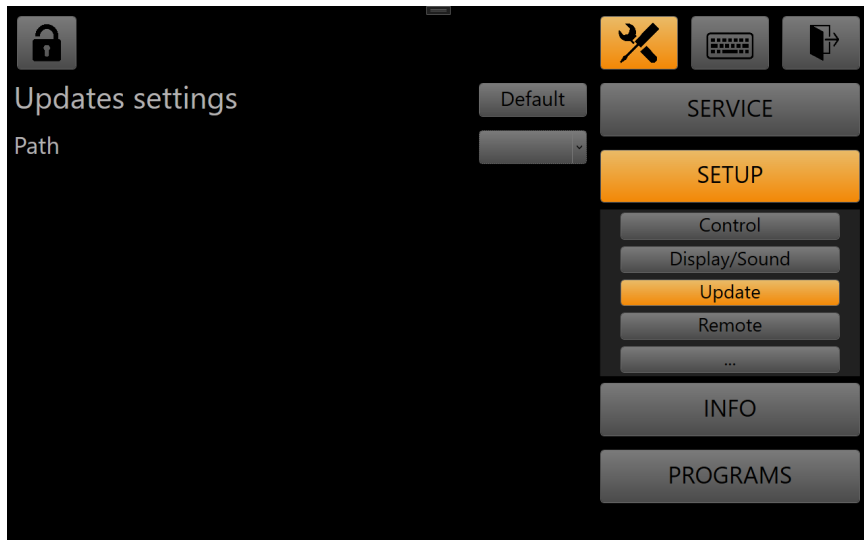 Updates settings
Default
Path
SERVICE
SETUP
Control
Display/Sound
Update
Remote
...
INFO
PROGRAMS